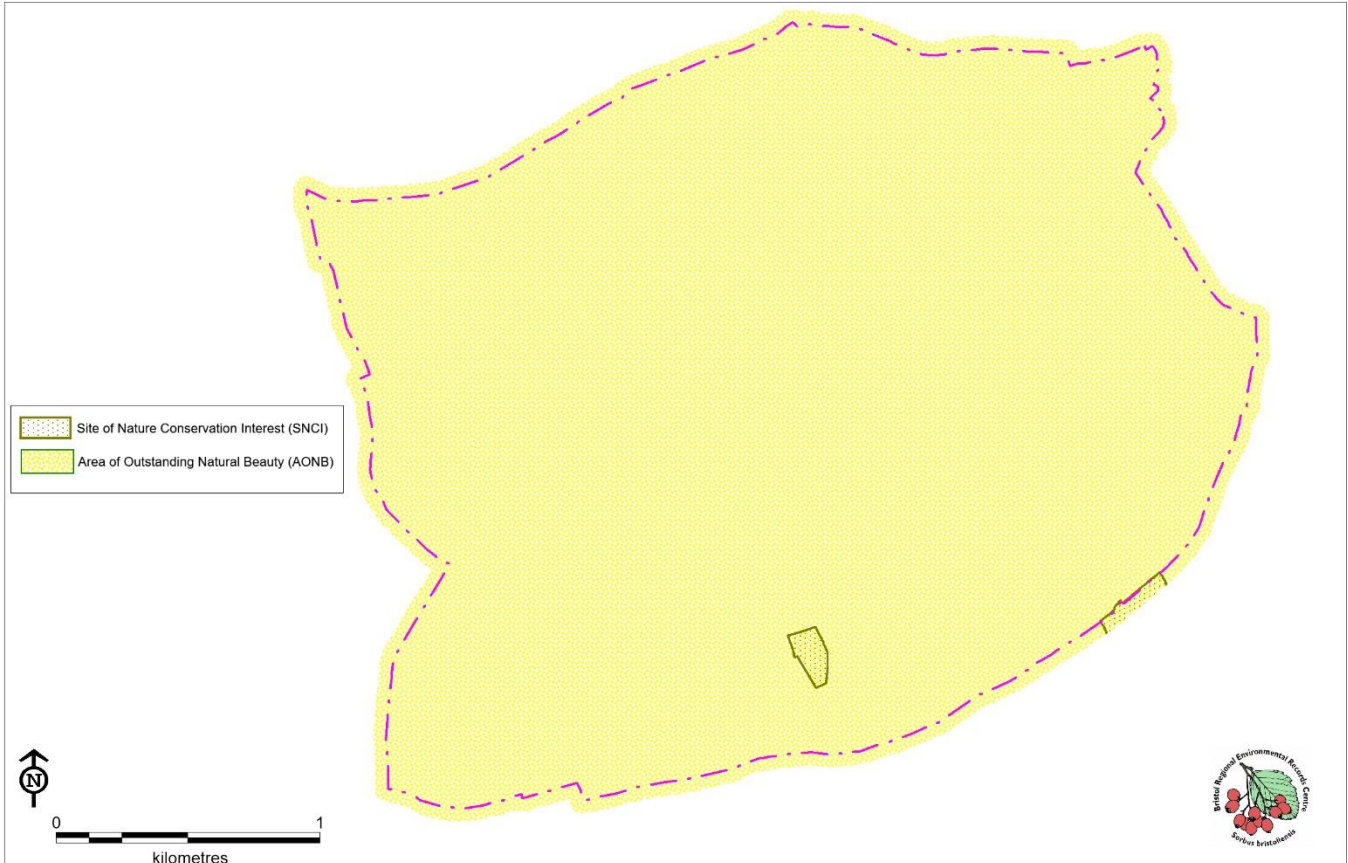 Site of Nature Conservation Interest (SNCI)
Area of Outstanding Natural Beauty (AONB)
N
0 1
kilometres
Bristol Regional Environmental Records Centre
Sorbus bristoliensis